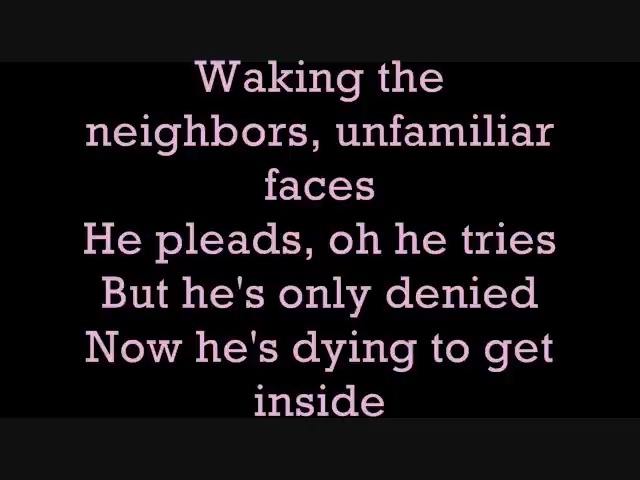 Waking the
neighbors, unfamiliar
faces
He pleads, oh he tries
But he's only denied
Now he's dying to get
inside